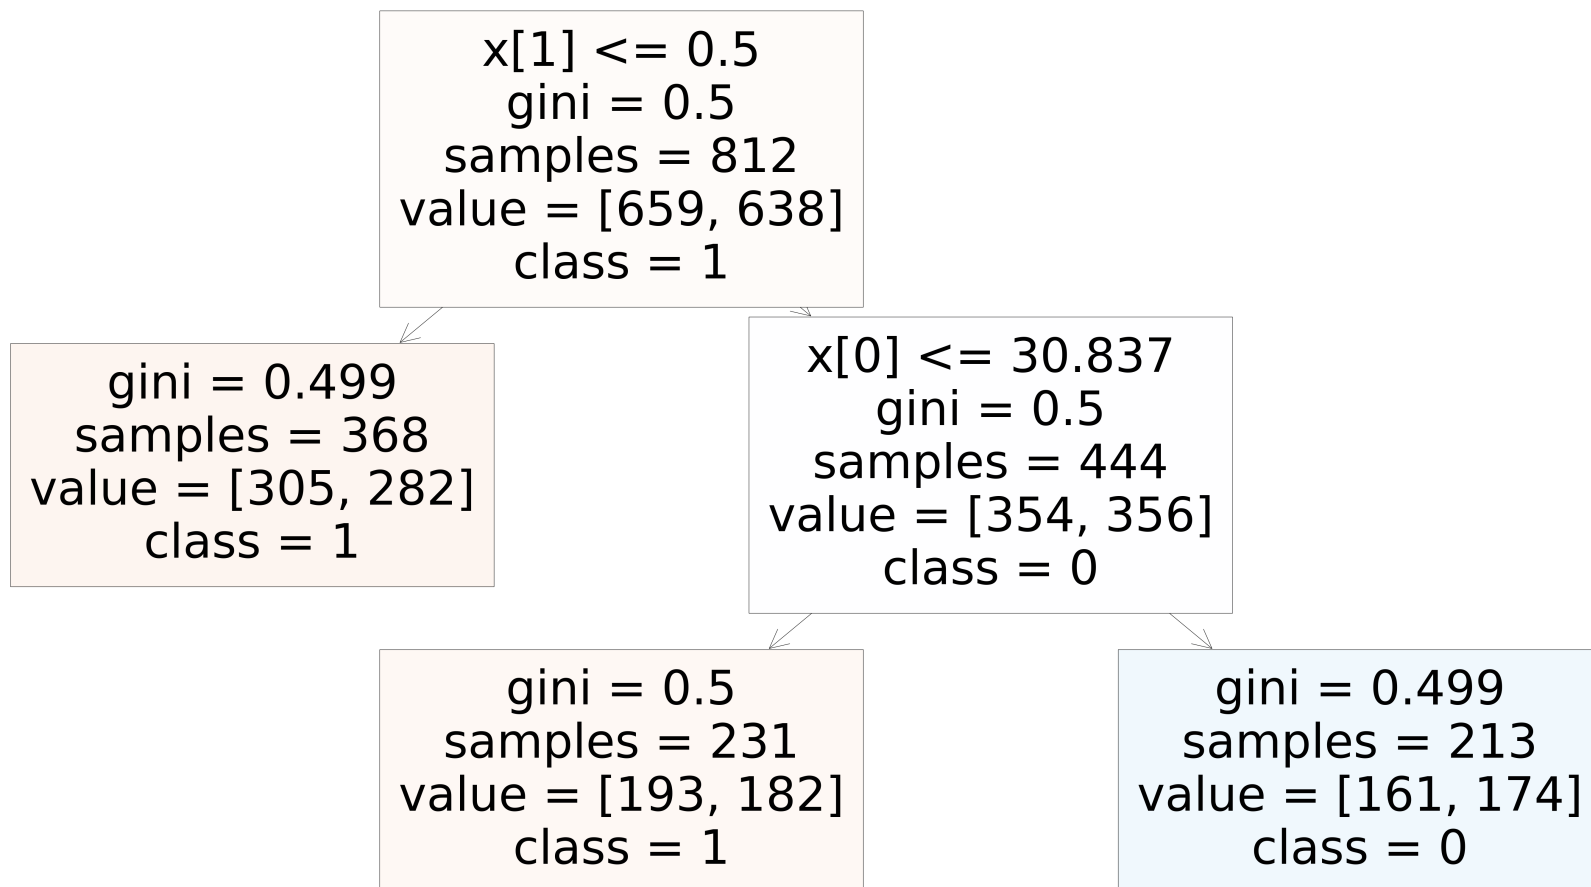 x[1] <= 0.5
gini = 0.5
samples = 812
value = [659, 638]
class = 1
gini = 0.499
samples = 368
value = [305, 282]
class = 1
x[0] <= 30.837
gini = 0.5
samples = 444
value = [354, 356]
class = 0
gini = 0.5
samples = 231
value = [193, 182]
class = 1
gini = 0.499
samples = 213
value = [161, 174]
class = 0